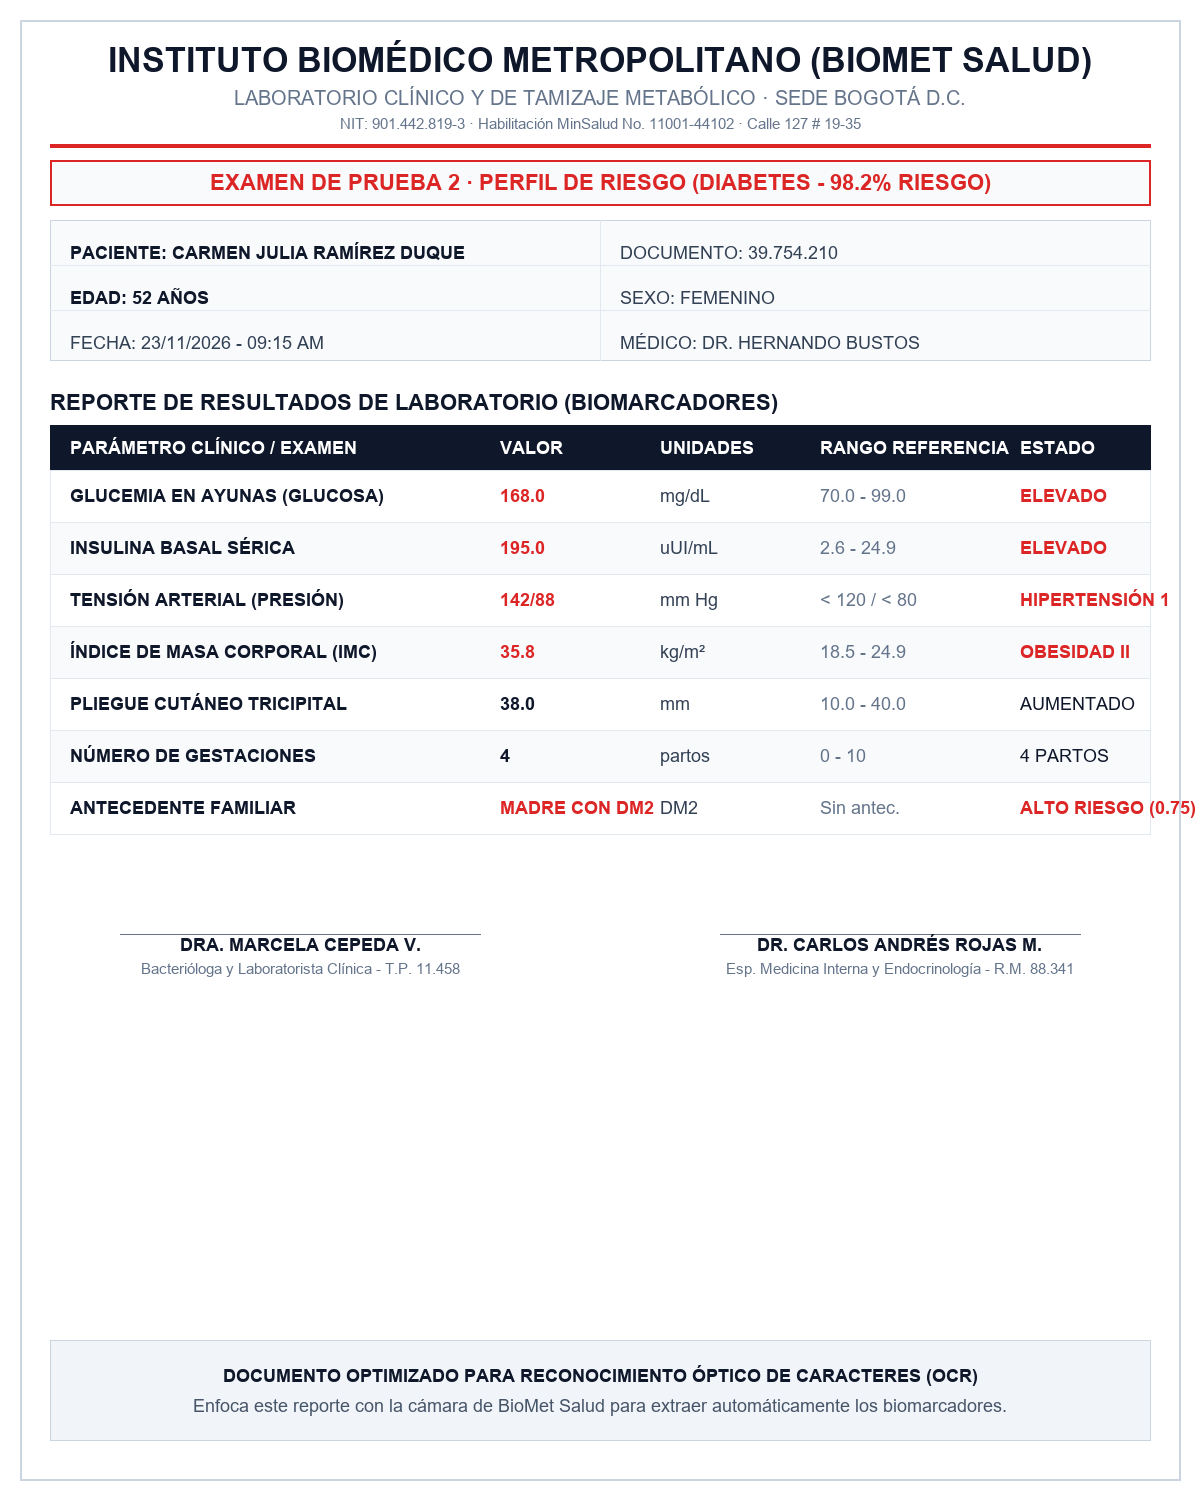 INSTITUTO BIOMÉDICO METROPOLITANO (BIOMET SALUD)
LABORATORIO CLÍNICO Y DE TAMIZAJE METABÓLICO · SEDE BOGOTÁ D.C.
NIT: 901.442.819-3 · Habilitación MinSalud No. 11001-44102 · Calle 127 # 19-35
EXAMEN DE PRUEBA 2 · PERFIL DE RIESGO (DIABETES - 98.2% RIESGO)
PACIENTE: CARMEN JULIA RAMÍREZ DUQUE DOCUMENTO: 39.754.210
EDAD: 52 AÑOS SEXO: FEMENINO
FECHA: 23/11/2026 - 09:15 AM MÉDICO: DR. HERNANDO BUSTOS
REPORTE DE RESULTADOS DE LABORATORIO (BIOMARCADORES)
PARÁMETRO CLÍNICO / EXAMEN VALOR UNIDADES RANGO REFERENCIA ESTADO
GLUCEMIA EN AYUNAS (GLUCOSA) 168.0 mg/dL 70.0 - 99.0 ELEVADO
INSULINA BASAL SÉRICA 195.0 uUI/mL 2.6 - 24.9 ELEVADO
TENSIÓN ARTERIAL (PRESIÓN) 142/88 mm Hg < 120 / < 80 HIPERTENSIÓN 1
ÍNDICE DE MASA CORPORAL (IMC) 35.8 kg/m² 18.5 - 24.9 OBESIDAD II
PLIEGUE CUTÁNEO TRICIPITAL 38.0 mm 10.0 - 40.0 AUMENTADO
NÚMERO DE GESTACIONES 4 partos 0 - 10 4 PARTOS
ANTECEDENTE FAMILIAR MADRE CON DM2 DM2 Sin antec. ALTO RIESGO (0.75)
DRA. MARCELA CEPEDA V. DR. CARLOS ANDRÉS ROJAS M.
Bacterióloga y Laboratorista Clínica - T.P. 11.458 Esp. Medicina Interna y Endocrinología - R.M. 88.341
DOCUMENTO OPTIMIZADO PARA RECONOCIMIENTO ÓPTICO DE CARACTERES (OCR)
Enfoca este reporte con la cámara de BioMet Salud para extraer automáticamente los biomarcadores.